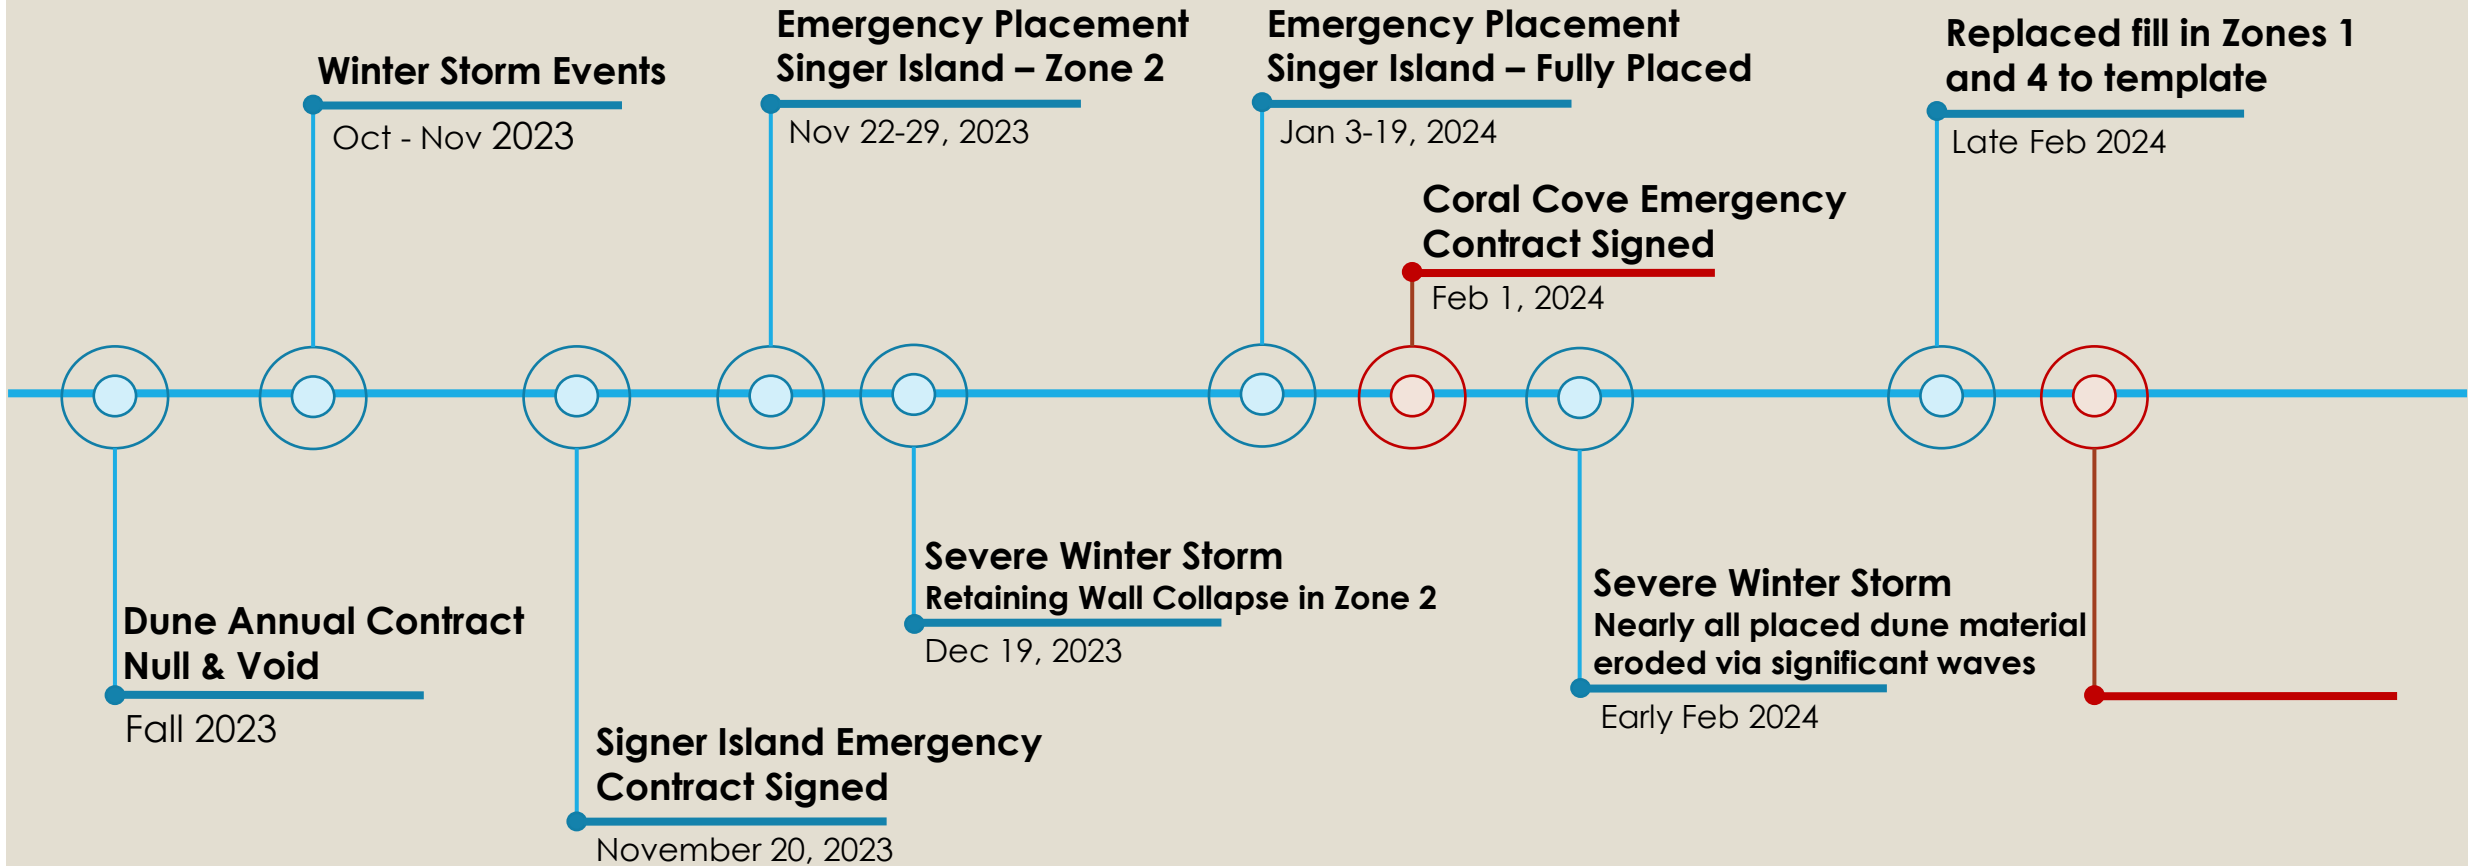 Winter Storm Events
Oct - Nov 2023
Emergency Placement
Singer Island – Zone 2
Nov 22-29, 2023
Emergency Placement
Singer Island – Fully Placed
Jan 3-19, 2024
Coral Cove Emergency
Contract Signed
Feb 1, 2024
Replaced fill in Zones 1
and 4 to template
Late Feb 2024
Dune Annual Contract
Null & Void
Fall 2023
Signer Island Emergency
Contract Signed
November 20, 2023
Severe Winter Storm
Retaining Wall Collapse in Zone 2
Dec 19, 2023
Severe Winter Storm
Nearly all placed dune material
eroded via significant waves
Early Feb 2024